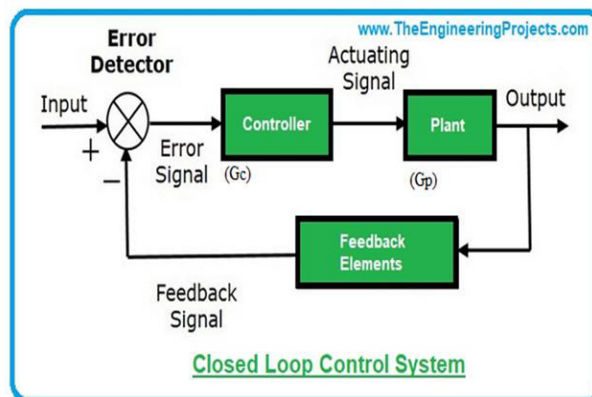 www.TheEngineeringProjects.com
Error
Detector
Actuating
Signal
Input
Output
Controller
Plant
+
−
Error
Signal
(Gc)
(Gp)
Feedback
Elements
Feedback
Signal
Closed Loop Control System